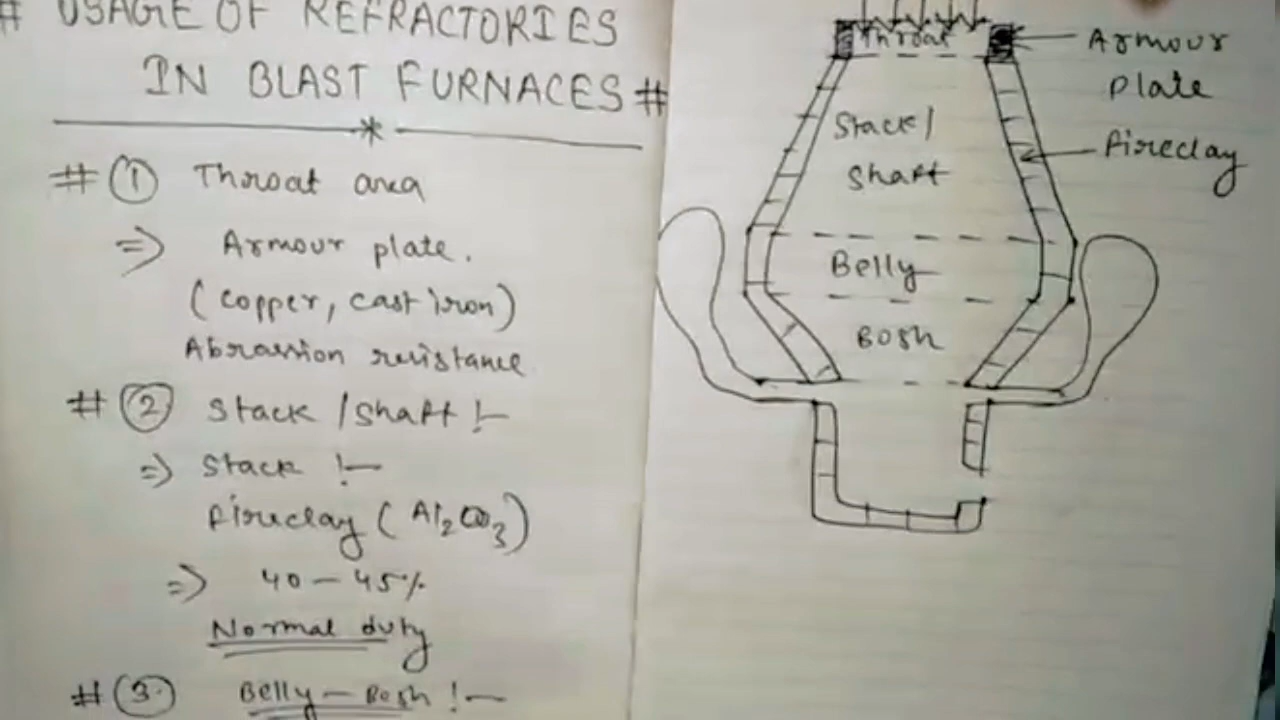 # USAGE OF REFRACTORIES
IN BLAST FURNACES #
# ① Throat area
=> Armour plate.
(copper, cast iron)
Abrassion resistance
# ② Stack / shaft :-
=> Stack :-
fireclay (Al2O3)
=> 40 - 45%
Normal duty
# ③ Belly - Bosh :-
Throat
Armour
plate
Stack /
shaft
fireclay
Belly
Bosh